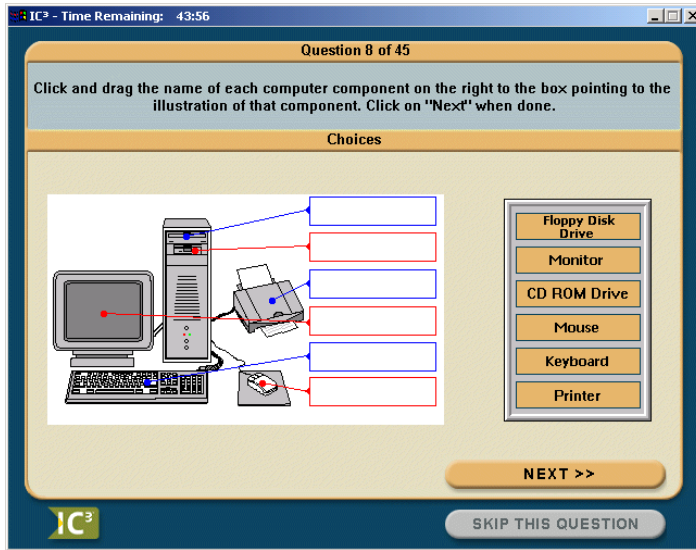 IC³ - Time Remaining: 43:56
Question 8 of 45
Click and drag the name of each computer component on the right to the box pointing to the
illustration of that component. Click on "Next" when done.
Choices
Floppy Disk
Drive
Monitor
CD ROM Drive
Mouse
Keyboard
Printer
NEXT >>
IC³
SKIP THIS QUESTION